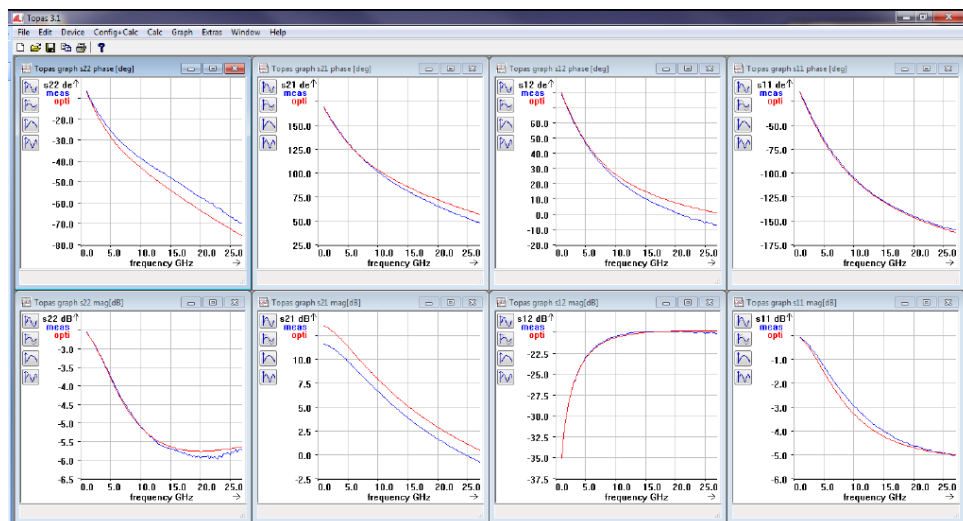 Topas 3.1
File Edit Device Config+Calc Calc Graph Extras Window Help
Topas graph s22 phase [deg]
s22 de↑
meas
opti
-20.0
-30.0
-40.0
-50.0
-60.0
-70.0
-80.0
0.0 5.0 10.0 15.0 20.0 25.0
frequency GHz →
Topas graph s21 phase [deg]
s21 de↑
meas
opti
150.0
125.0
100.0
75.0
50.0
25.0
0.0 5.0 10.0 15.0 20.0 25.0
frequency GHz →
Topas graph s12 phase [deg]
s12 de↑
meas
opti
60.0
50.0
40.0
30.0
20.0
10.0
0.0
-10.0
-20.0
0.0 5.0 10.0 15.0 20.0 25.0
frequency GHz →
Topas graph s11 phase [deg]
s11 de↑
meas
opti
-50.0
-75.0
-100.0
-125.0
-150.0
-175.0
0.0 5.0 10.0 15.0 20.0 25.0
frequency GHz →
Topas graph s22 mag[dB]
s22 dB↑
meas
opti
-3.0
-3.5
-4.0
-4.5
-5.0
-5.5
-6.0
-6.5
0.0 5.0 10.0 15.0 20.0 25.0
frequency GHz →
Topas graph s21 mag[dB]
s21 dB↑
meas
opti
10.0
7.5
5.0
2.5
0.0
-2.5
0.0 5.0 10.0 15.0 20.0 25.0
frequency GHz →
Topas graph s12 mag[dB]
s12 dB↑
meas
opti
-22.5
-25.0
-27.5
-30.0
-32.5
-35.0
-37.5
0.0 5.0 10.0 15.0 20.0 25.0
frequency GHz →
Topas graph s11 mag[dB]
s11 dB↑
meas
opti
-1.0
-2.0
-3.0
-4.0
-5.0
-6.0
0.0 5.0 10.0 15.0 20.0 25.0
frequency GHz →